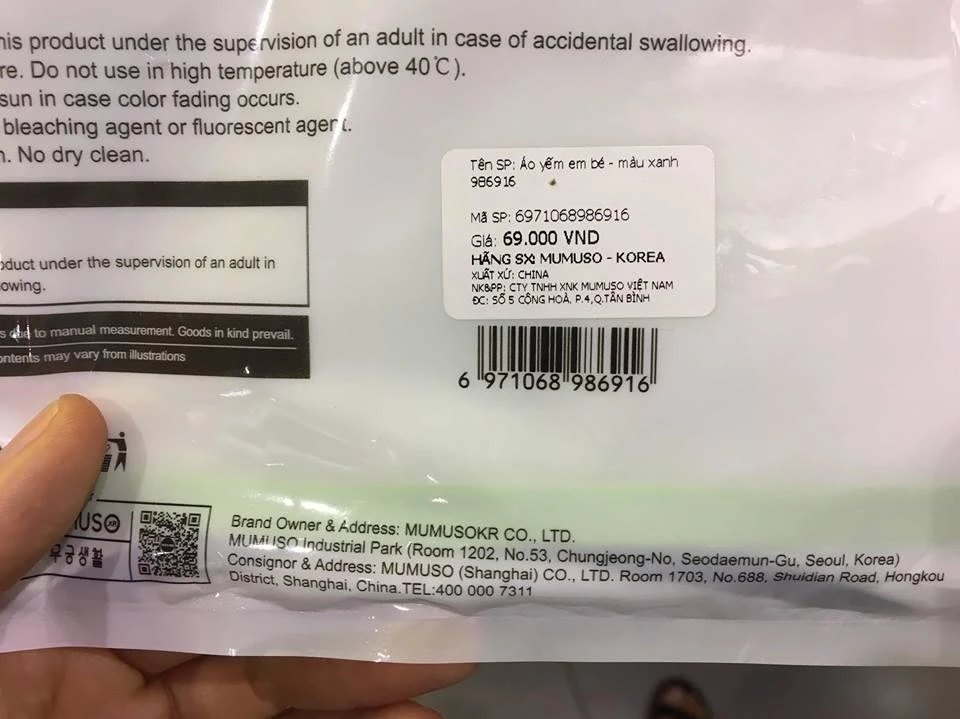 his product under the supervision of an adult in case of accidental swallowing.
re. Do not use in high temperature (above 40℃).
sun in case color fading occurs.
bleaching agent or fluorescent agent.
n. No dry clean.
oduct under the supervision of an adult in
owing.
s due to manual measurement. Goods in kind prevail.
ontents may vary from illustrations
Tên SP: Áo yếm em bé - màu xanh
986916
Mã SP: 6971068986916
Giá: 69.000 VND
HÃNG SX: MUMUSO - KOREA
XUẤT XỨ: CHINA
NK&PP: CTY TNHH XNK MUMUSO VIỆT NAM
ĐC: SỐ 5 CỘNG HOÀ, P.4,Q.TÂN BÌNH
6 971068 986916
MUSO
무궁생활
Brand Owner & Address: MUMUSOKR CO., LTD.
MUMUSO Industrial Park (Room 1202, No.53, Chungjeong-No, Seodaemun-Gu, Seoul, Korea)
Consignor & Address: MUMUSO (Shanghai) CO., LTD. Room 1703, No.688, Shuidian Road, Hongkou
District, Shanghai, China.TEL:400 000 7311